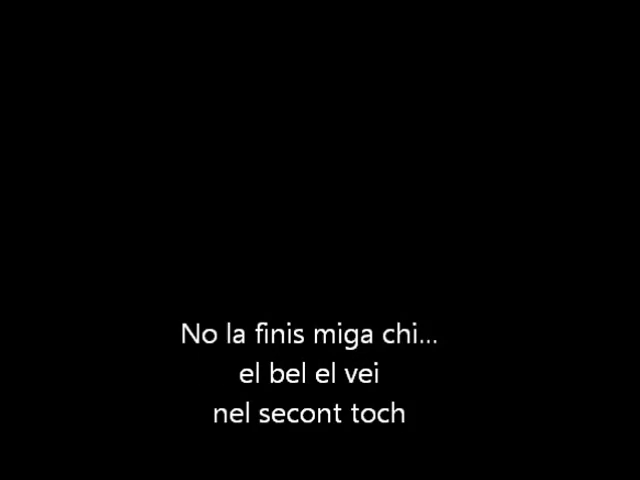 No la finis miga chi...
el bel el vei
nel secont toch